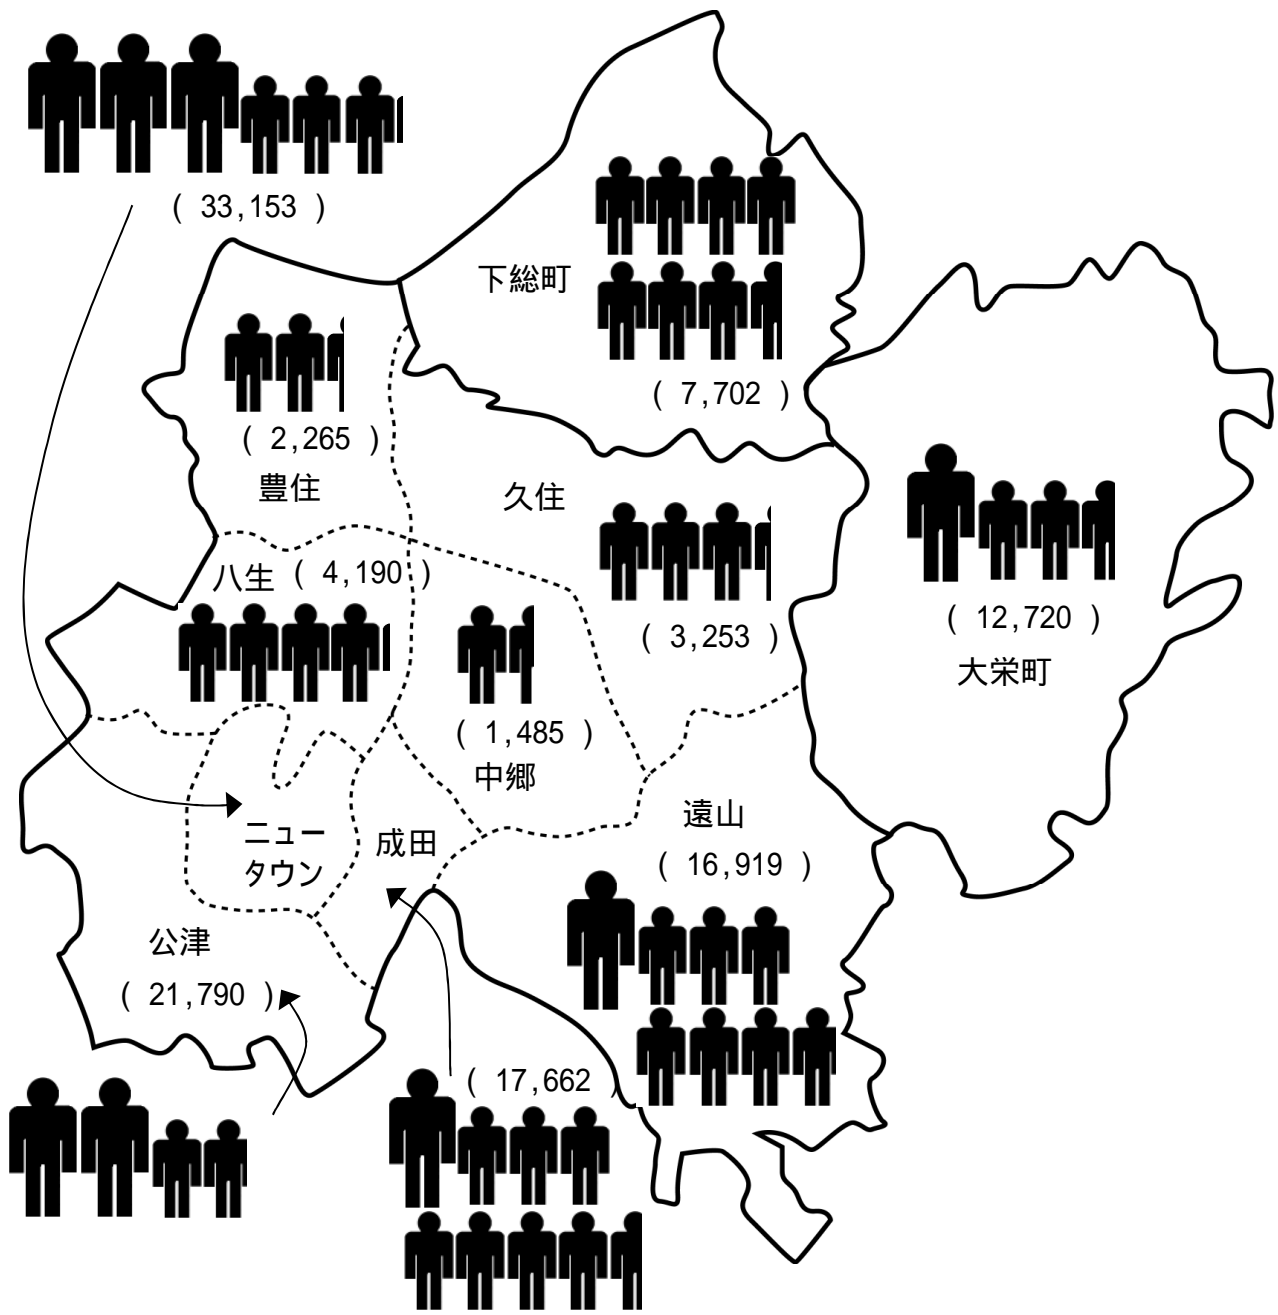 ( 33,153 )
下総町
( 7,702 )
( 2,265 )
豊住
久住
( 3,253 )
八生 ( 4,190 )
( 12,720 )
大栄町
( 1,485 )
中郷
ニュー
タウン
成田
遠山
( 16,919 )
公津
( 21,790 )
( 17,662 )